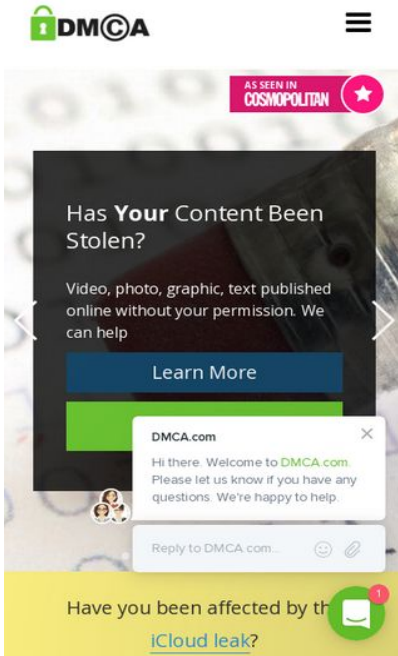 DMCA
AS SEEN IN
COSMOPOLITAN
Has Your Content Been
Stolen?
Video, photo, graphic, text published
online without your permission. We
can help
Learn More
DMCA.com
Hi there. Welcome to DMCA.com.
Please let us know if you have any
questions. We're happy to help.
Reply to DMCA.com...
1
Have you been affected by
iCloud leak?